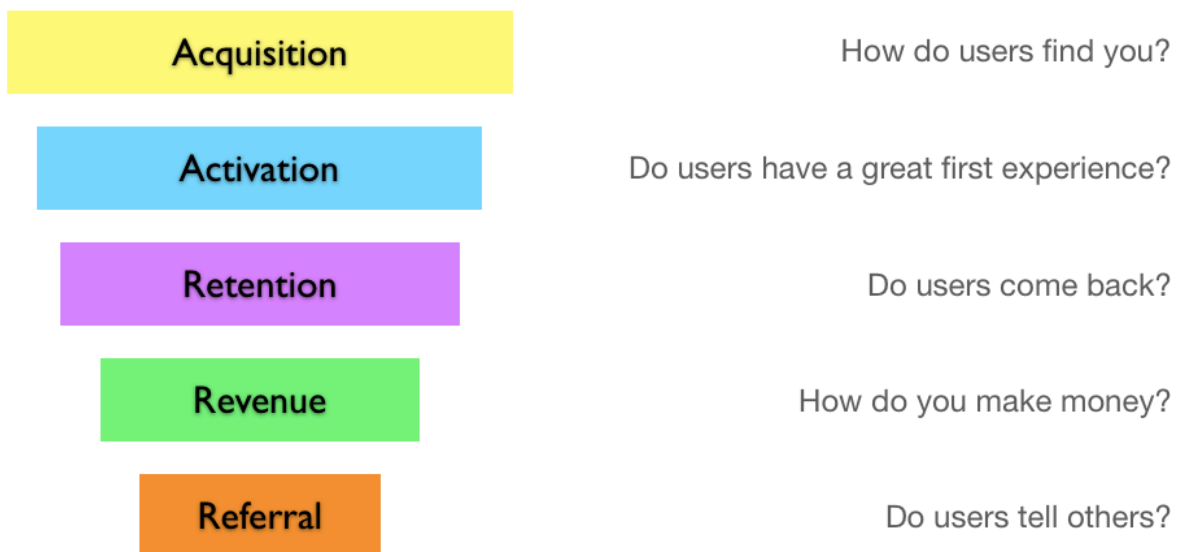 Acquisition How do users find you?
Activation Do users have a great first experience?
Retention Do users come back?
Revenue How do you make money?
Referral Do users tell others?